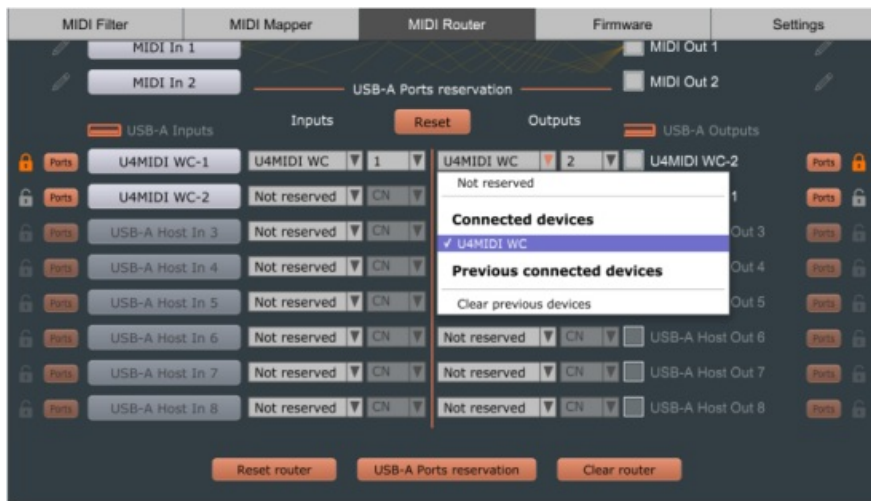 MIDI Filter MIDI Mapper MIDI Router Firmware Settings
MIDI In 1 MIDI Out 1
MIDI In 2 USB-A Ports reservation MIDI Out 2
USB-A Inputs Inputs Reset Outputs USB-A Outputs
Ports U4MIDI WC-1 U4MIDI WC 1 U4MIDI WC 2 U4MIDI WC-2 Ports
Ports U4MIDI WC-2 Not reserved CN Not reserved 1 Ports
Ports USB-A Host In 3 Not reserved CN Connected devices Out 3 Ports
✓ U4MIDI WC
Ports USB-A Host In 4 Not reserved CN Previous connected devices Out 4 Ports
Ports USB-A Host In 5 Not reserved CN Clear previous devices Out 5 Ports
Ports USB-A Host In 6 Not reserved CN Not reserved CN USB-A Host Out 6 Ports
Ports USB-A Host In 7 Not reserved CN Not reserved CN USB-A Host Out 7 Ports
Ports USB-A Host In 8 Not reserved CN Not reserved CN USB-A Host Out 8 Ports
Reset router USB-A Ports reservation Clear router